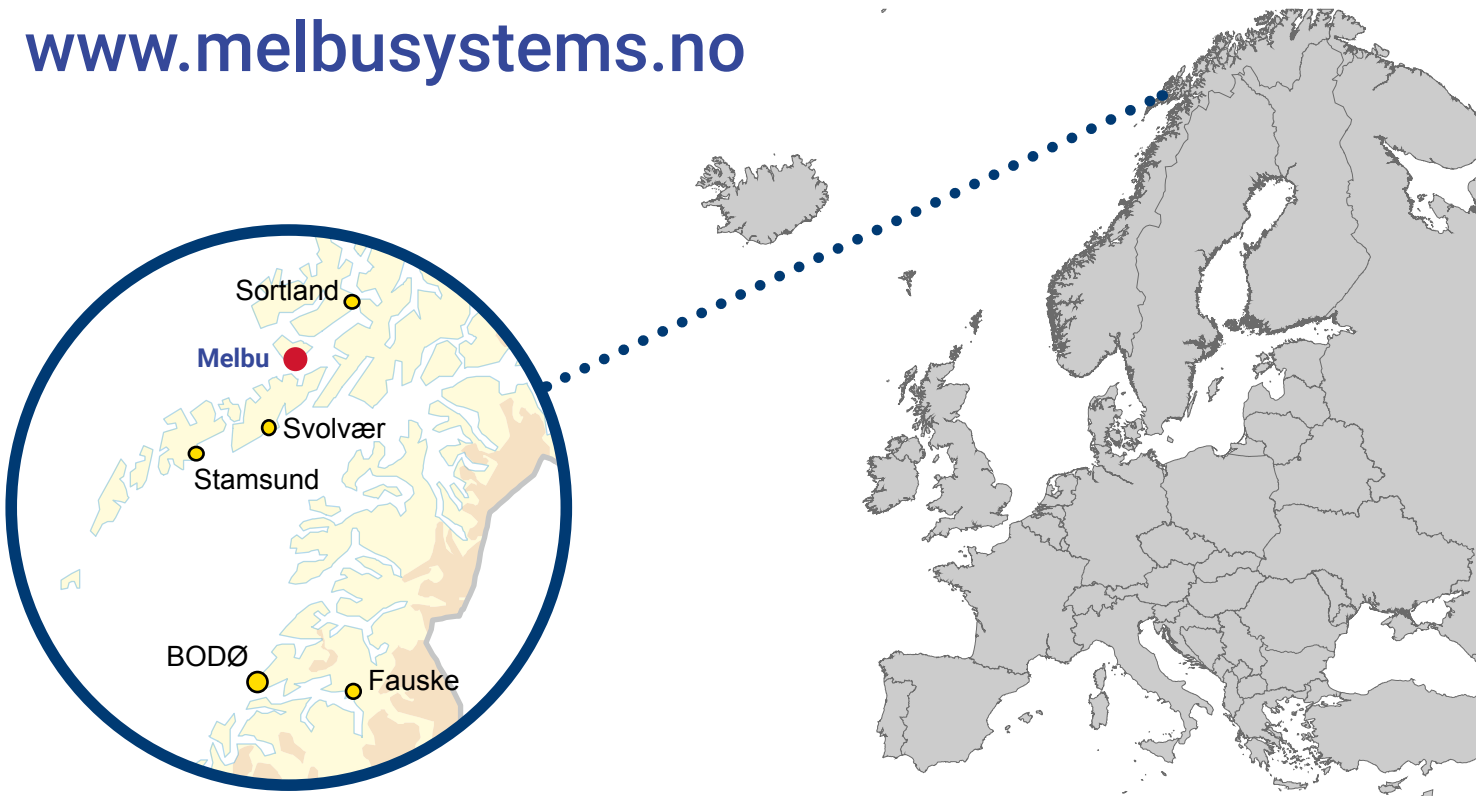 www.melbusystems.no
Sortland
Melbu
Svolvær
Stamsund
BODØ
Fauske